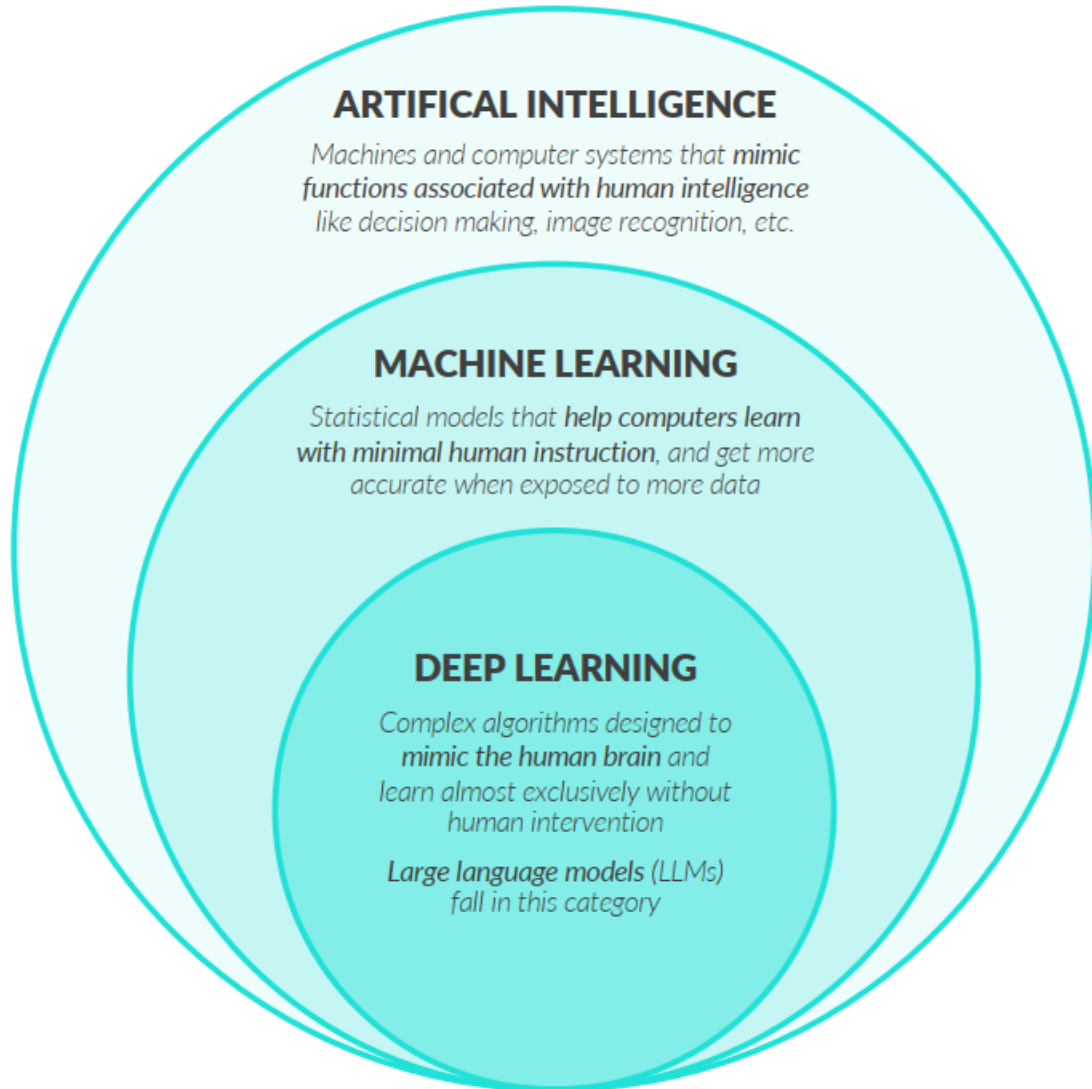 ARTIFICAL INTELLIGENCE
Machines and computer systems that mimic
functions associated with human intelligence
like decision making, image recognition, etc.
MACHINE LEARNING
Statistical models that help computers learn
with minimal human instruction, and get more
accurate when exposed to more data
DEEP LEARNING
Complex algorithms designed to
mimic the human brain and
learn almost exclusively without
human intervention
Large language models (LLMs)
fall in this category